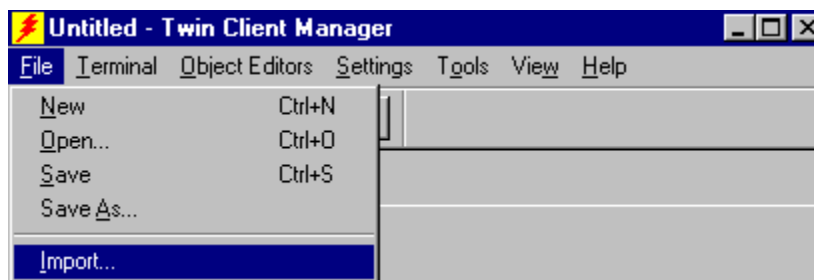 Untitled - Twin Client Manager
File Terminal Object Editors Settings Tools View Help
New Ctrl+N
Open... Ctrl+O
Save Ctrl+S
Save As...
Import...